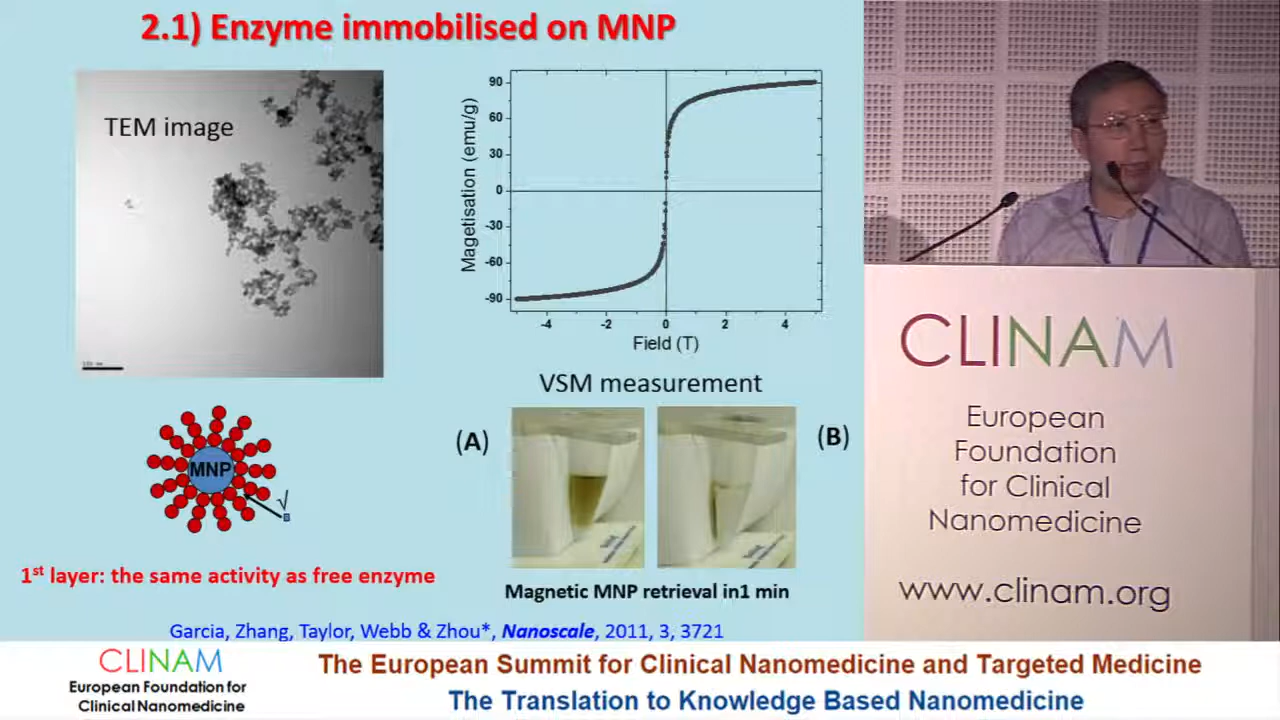 2.1) Enzyme immobilised on MNP
TEM image
Magetisation (emu/g)
90
60
30
0
-30
-60
-90
-4
-2
0
2
4
Field (T)
VSM measurement
(A)
(B)
MNP
√
1st layer: the same activity as free enzyme
Magnetic MNP retrieval in1 min
Garcia, Zhang, Taylor, Webb & Zhou*, Nanoscale, 2011, 3, 3721
CLINAM
European
Foundation
for Clinical
Nanomedicine
www.clinam.org
CLINAM
European Foundation for
Clinical Nanomedicine
The European Summit for Clinical Nanomedicine and Targeted Medicine
The Translation to Knowledge Based Nanomedicine